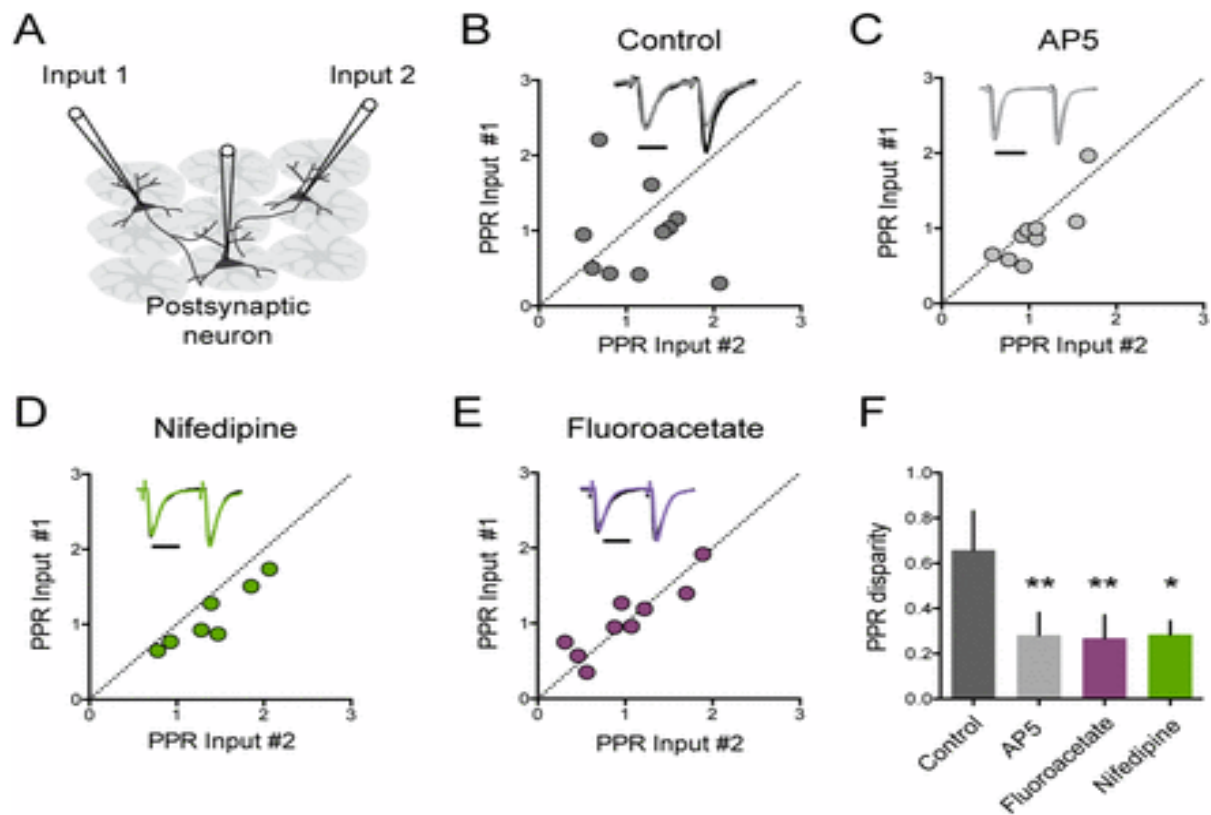 A
Input 1
Input 2
Postsynaptic
neuron
B
Control
PPR Input #1
3
2
1
0
0
1
2
3
PPR Input #2
C
AP5
PPR Input #1
3
2
1
0
0
1
2
3
PPR Input #2
D
Nifedipine
PPR Input #1
3
2
1
0
0
1
2
3
PPR Input #2
E
Fluoroacetate
PPR Input #1
3
2
1
0
0
1
2
3
PPR Input #2
F
PPR disparity
1.0
0.8
0.6
0.4
0.2
0.0
**
**
*
Control
AP5
Fluoroacetate
Nifedipine